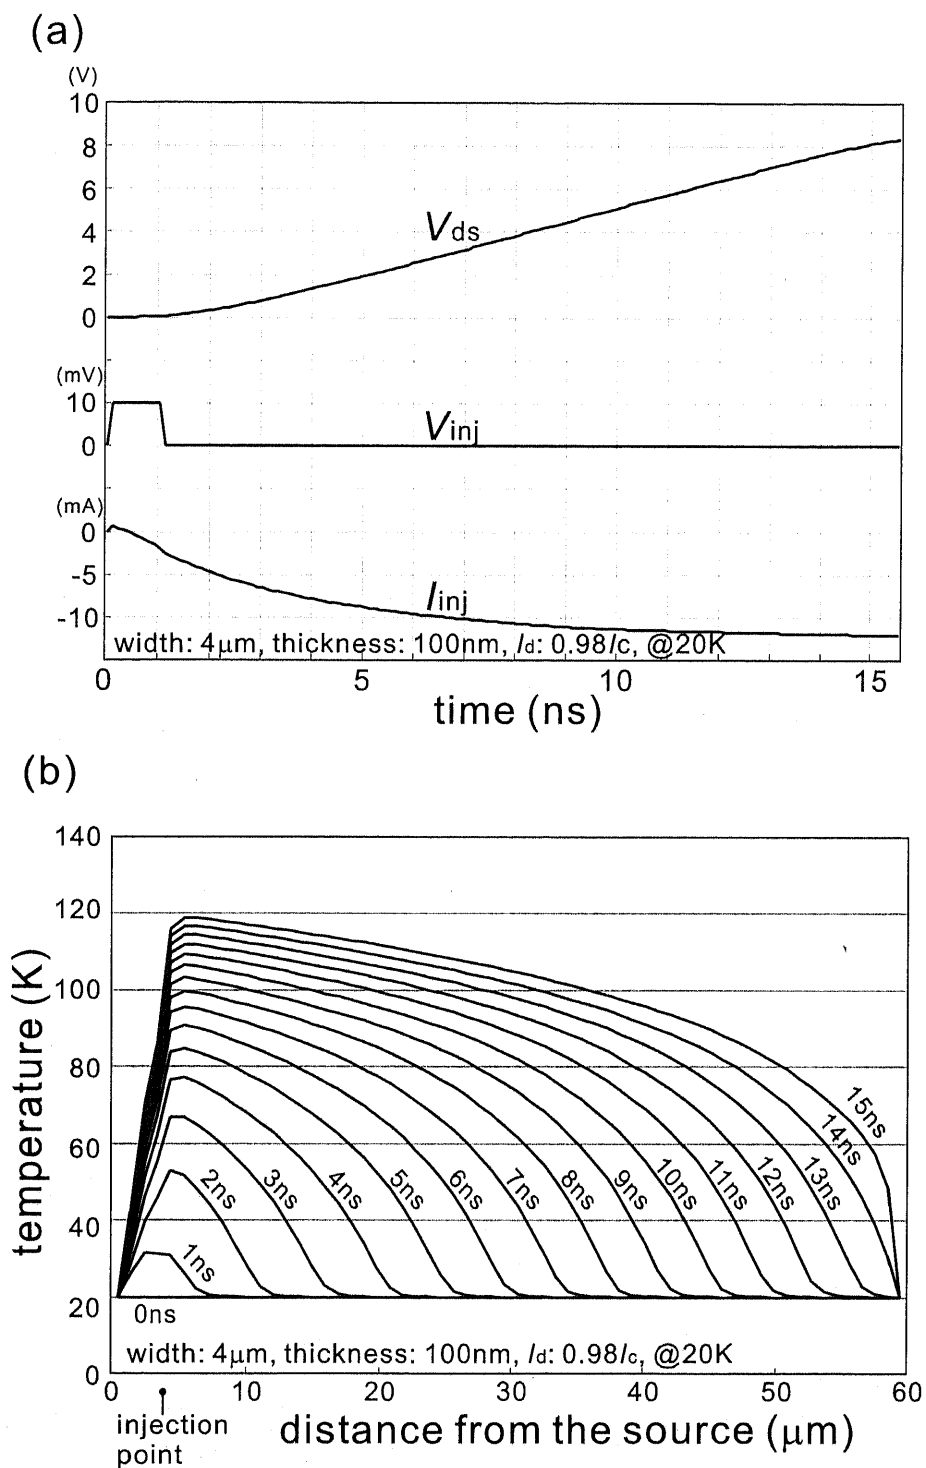 (a)
(V)
10
8
6
4
2
0
Vds
(mV)
10
0
Vinj
(mA)
0
-5
-10
Iinj
width: 4μm, thickness: 100nm, Id: 0.98Ic, @20K
0 5 10 15
time (ns)
(b)
140
120
100
80
60
40
20
0
temperature (K)
0ns
1ns
2ns
3ns
4ns
5ns
6ns
7ns
8ns
9ns
10ns
11ns
12ns
13ns
14ns
15ns
width: 4μm, thickness: 100nm, Id: 0.98Ic, @20K
0 10 20 30 40 50 60
injection
point
distance from the source (μm)